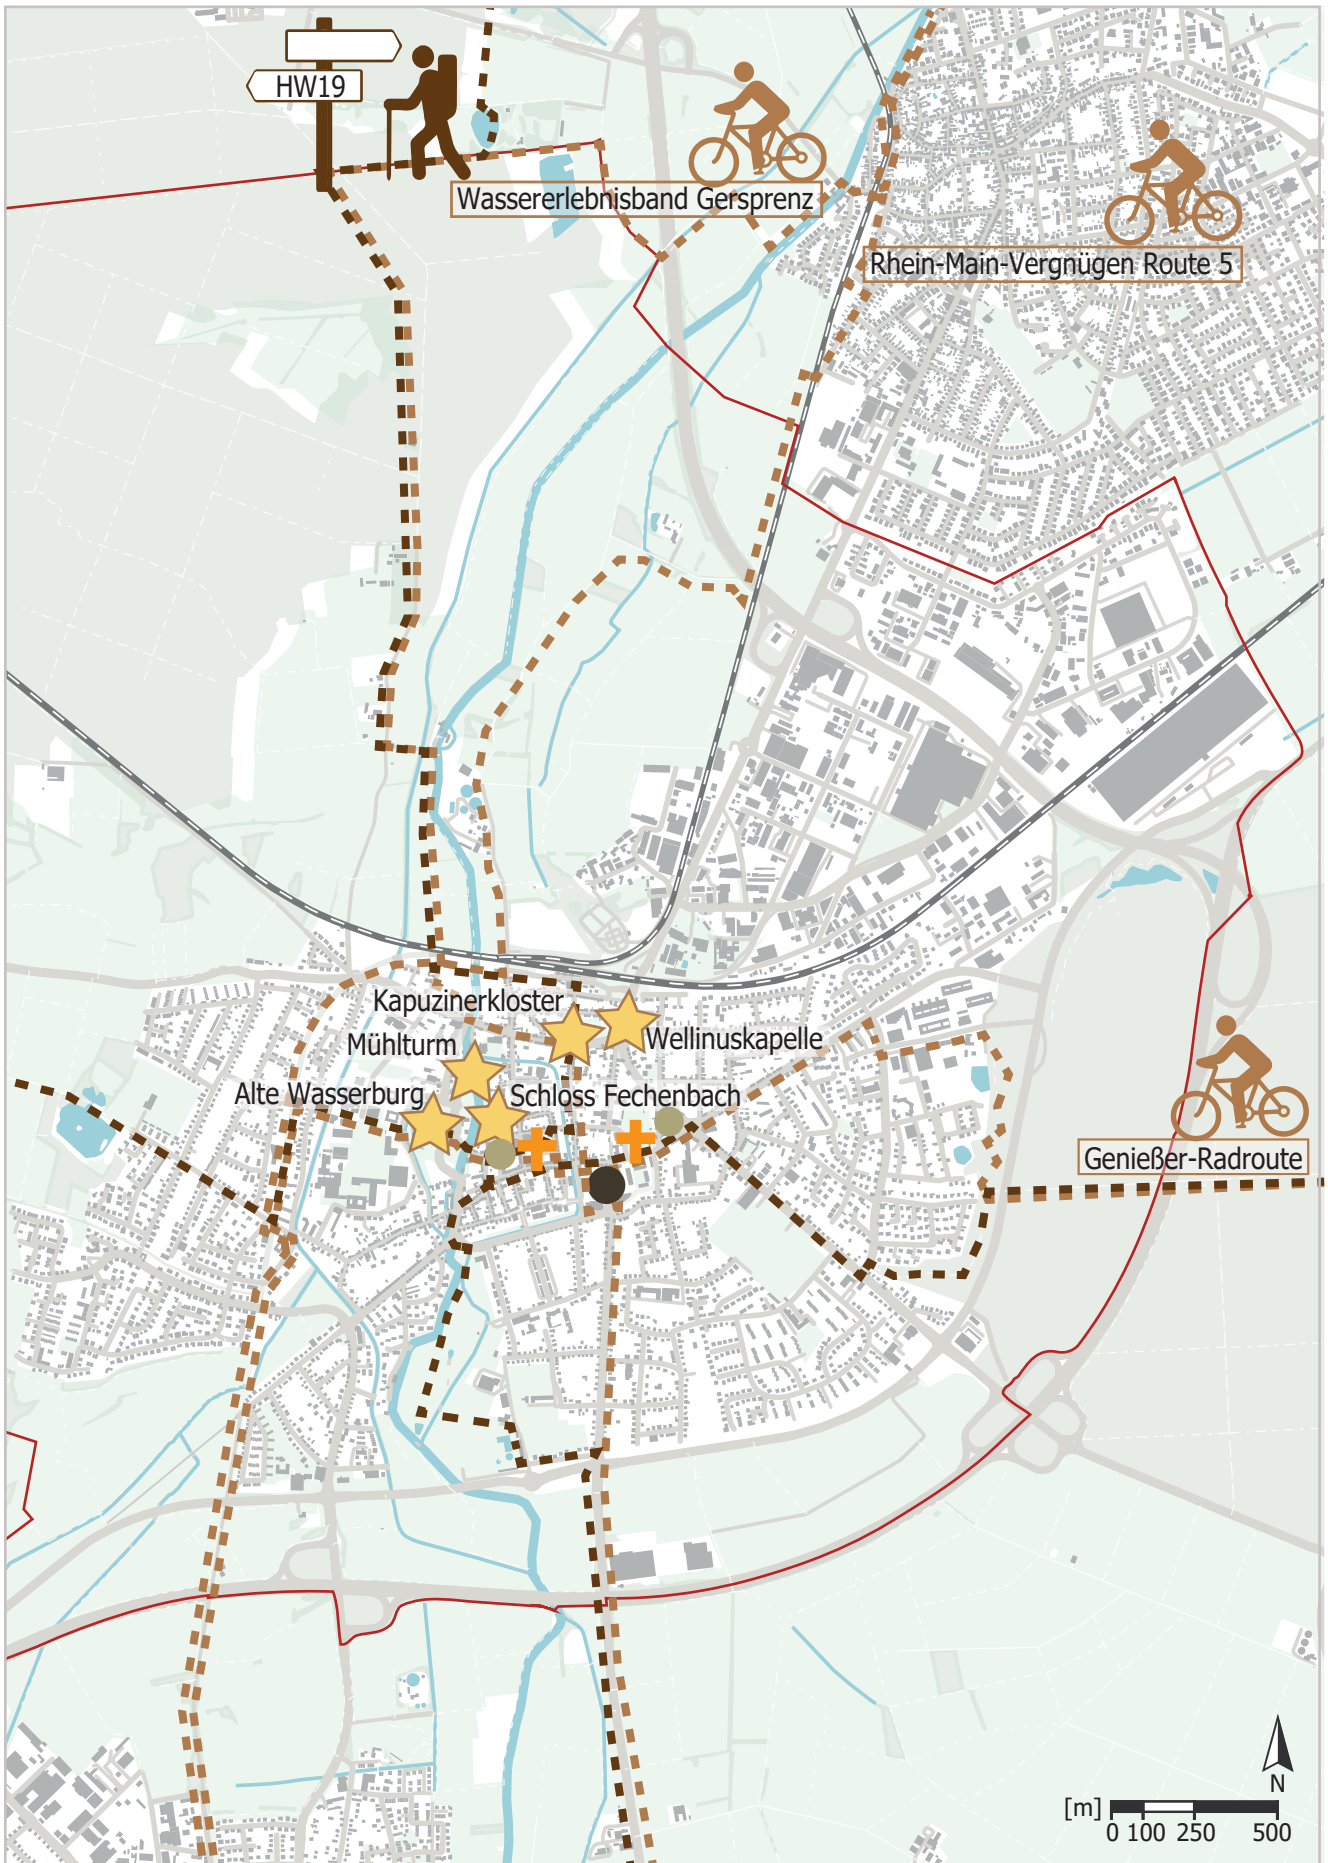 HW19
Wassererlebnisband Gersprenz
Rhein-Main-Vergnügen Route 5
Kapuzinerkloster
Wellinuskapelle
Mühlturm
Alte Wasserburg
Schloss Fechenbach
Genießer-Radroute
N
[m]
0 100 250 500